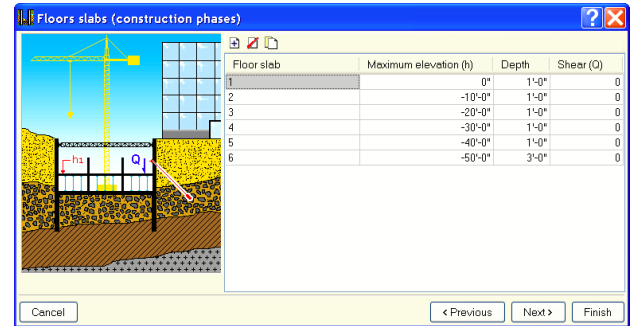 Floors slabs (construction phases)
Floor slab Maximum elevation (h) Depth Shear (Q)
1 0" 1'-0" 0
2 -10'-0" 1'-0" 0
3 -20'-0" 1'-0" 0
4 -30'-0" 1'-0" 0
5 -40'-0" 1'-0" 0
6 -50'-0" 3'-0" 0
h1 Q
Cancel < Previous Next > Finish